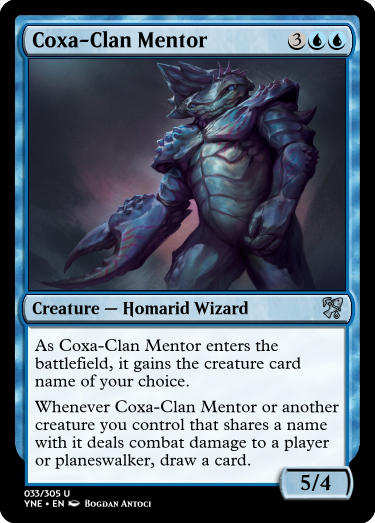 Coxa-Clan Mentor 3
Creature — Homarid Wizard
As Coxa-Clan Mentor enters the
battlefield, it gains the creature card
name of your choice.
Whenever Coxa-Clan Mentor or another
creature you control that shares a name
with it deals combat damage to a player
or planeswalker, draw a card.
5/4
033/305 U
YNE • EN Bogdan Antoci